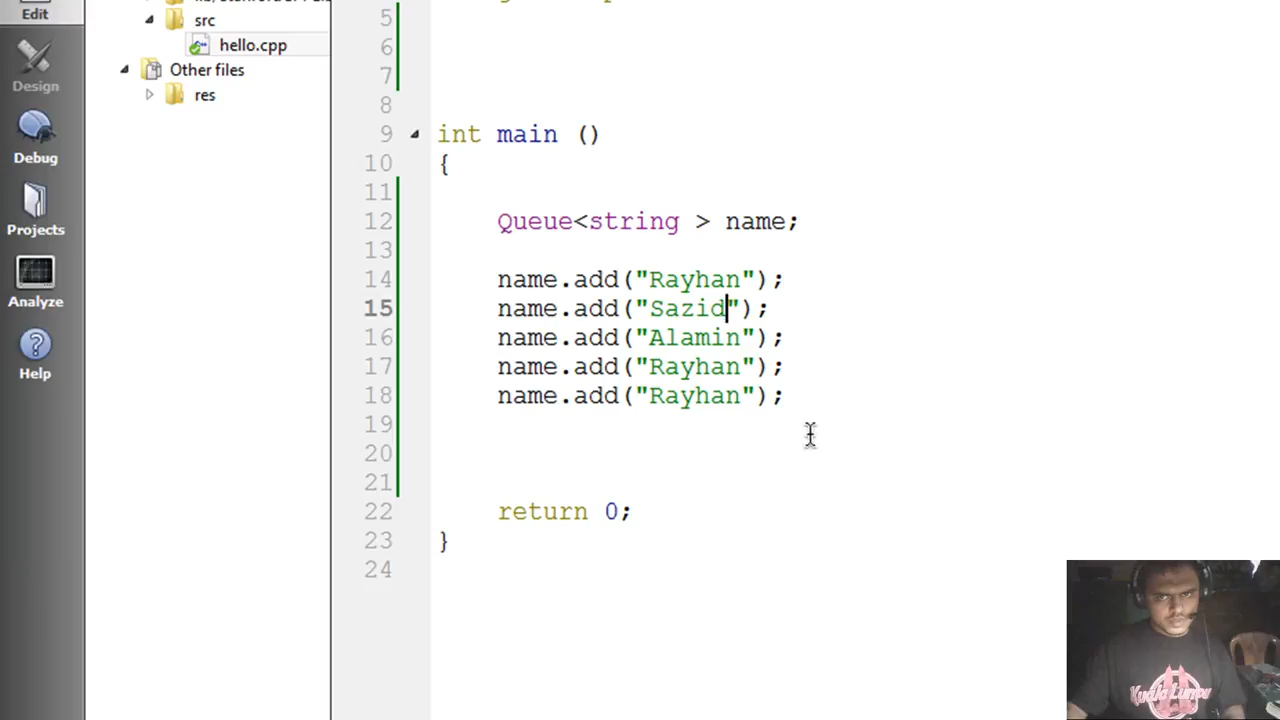 Edit
src
hello.cpp
Other files
res
Design
Debug
Projects
Analyze
Help
5
6
7
8
9 int main ()
10 {
11
12 Queue<string > name;
13
14 name.add("Rayhan");
15 name.add("Sazid");
16 name.add("Alamin");
17 name.add("Rayhan");
18 name.add("Rayhan");
19
20
21
22 return 0;
23 }
24
Kuala Lumpur